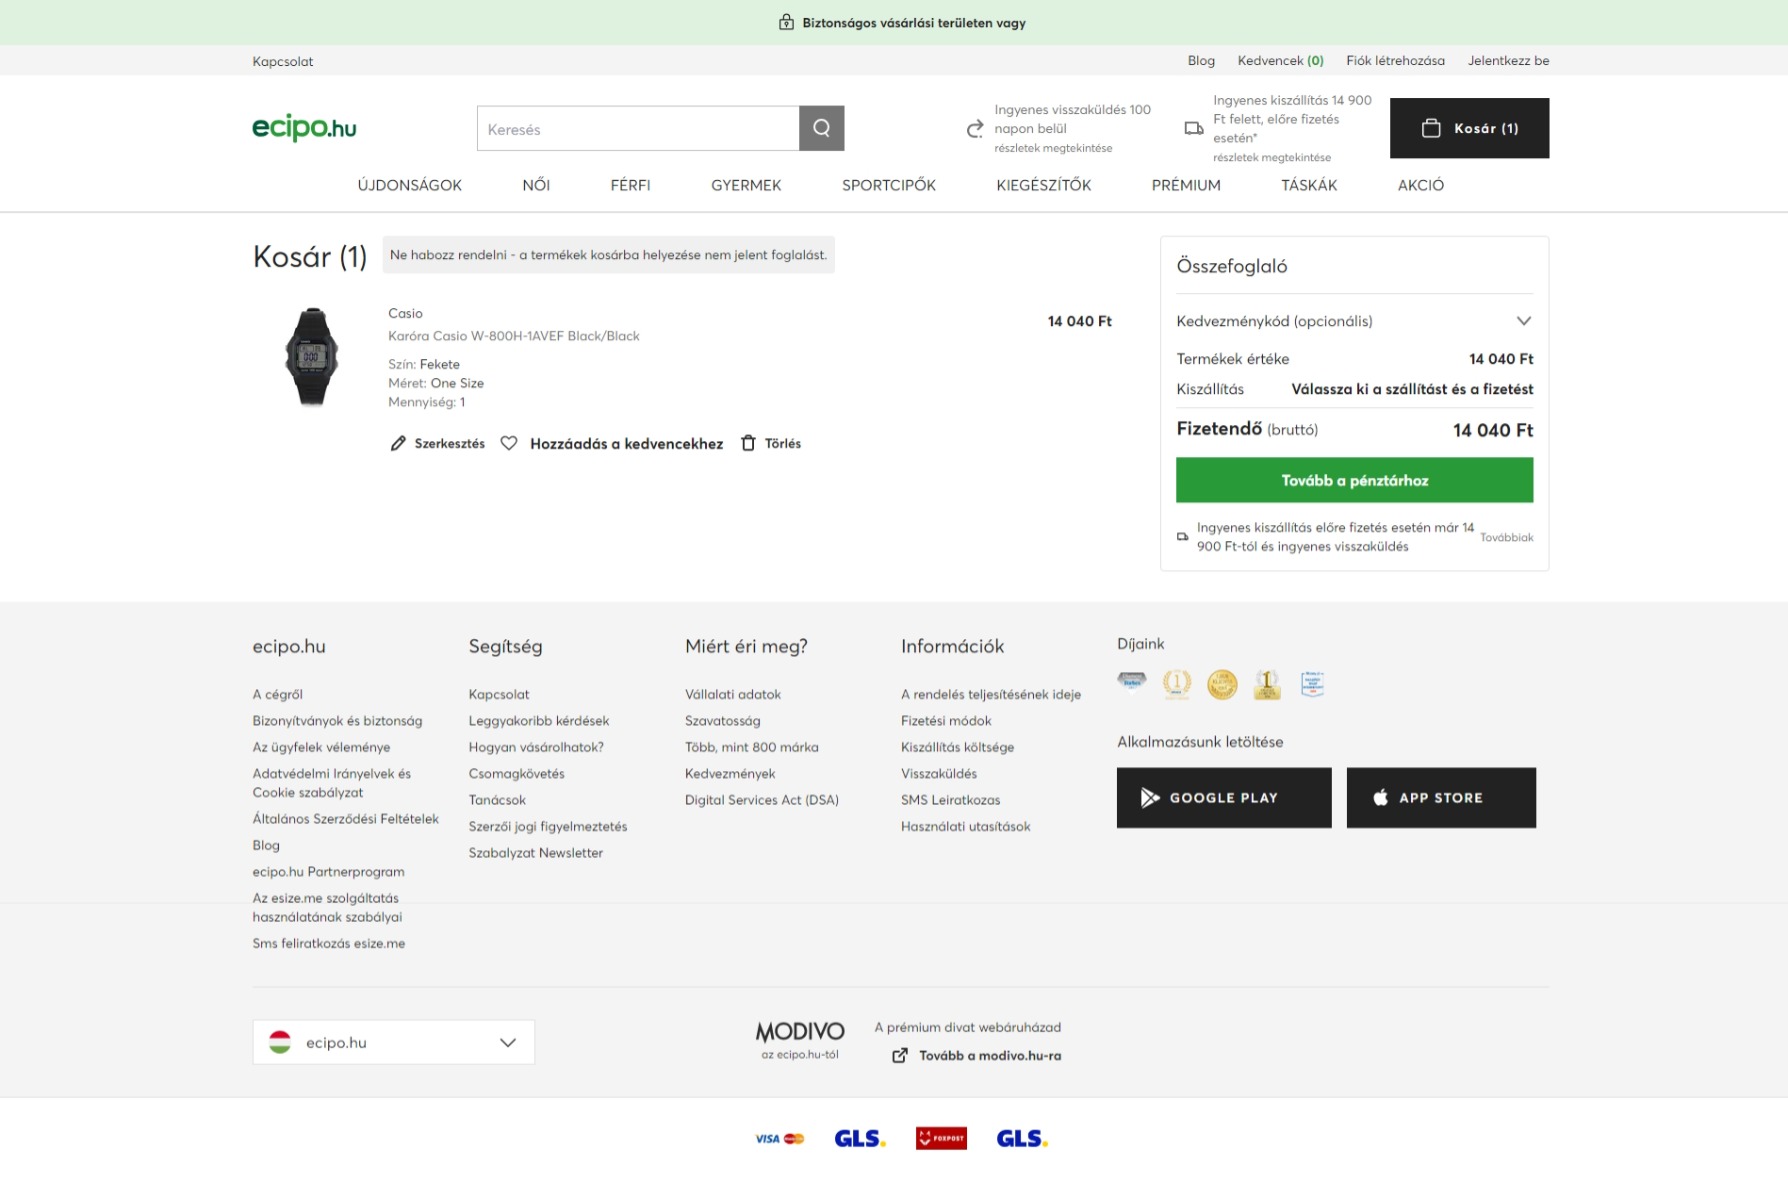 Biztonságos vásárlási területen vagy
Kapcsolat
Blog
Kedvencek (0)
Fiók létrehozása
Jelentkezz be
ecipo.hu
Keresés
Ingyenes visszaküldés 100
napon belül
részletek megtekintése
Ingyenes kiszállítás 14 900
Ft felett, előre fizetés
esetén*
részletek megtekintése
Kosár (1)
ÚJDONSÁGOK
NŐI
FÉRFI
GYERMEK
SPORTCIPŐK
KIEGÉSZÍTŐK
PRÉMIUM
TÁSKÁK
AKCIÓ
Kosár (1)
Ne habozz rendelni - a termékek kosárba helyezése nem jelent foglalást.
Casio
Karóra Casio W-800H-1AVEF Black/Black
Szín: Fekete
Méret: One Size
Mennyiség: 1
14 040 Ft
Szerkesztés
Hozzáadás a kedvencekhez
Törlés
Összefoglaló
Kedvezménykód (opcionális)
Termékek értéke 14 040 Ft
Kiszállítás Válassza ki a szállítást és a fizetést
Fizetendő (bruttó) 14 040 Ft
Tovább a pénztárhoz
Ingyenes kiszállítás előre fizetés esetén már 14
900 Ft-tól és ingyenes visszaküldés
Továbbiak
ecipo.hu
A cégről
Bizonyítványok és biztonság
Az ügyfelek véleménye
Adatvédelmi Irányelvek és
Cookie szabályzat
Általános Szerződési Feltételek
Blog
ecipo.hu Partnerprogram
Az esize.me szolgáltatás
használatának szabályai
Sms feliratkozás esize.me
Segítség
Kapcsolat
Leggyakoribb kérdések
Hogyan vásárolhatok?
Csomagkövetés
Tanácsok
Szerzői jogi figyelmeztetés
Szabalyzat Newsletter
Miért éri meg?
Vállalati adatok
Szavatosság
Több, mint 800 márka
Kedvezmények
Digital Services Act (DSA)
Információk
A rendelés teljesítésének ideje
Fizetési módok
Kiszállítás költsége
Visszaküldés
SMS Leiratkozas
Használati utasítások
Díjaink
Forbes
1
1
Alkalmazásunk letöltése
GOOGLE PLAY
APP STORE
ecipo.hu
MODIVO
az ecipo.hu-tól
A prémium divat webáruházad
Tovább a modivo.hu-ra
VISA
GLS.
FOXPOST
GLS.